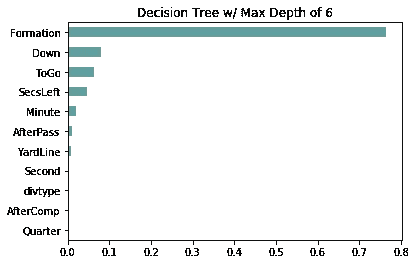 Decision Tree w/ Max Depth of 6
Formation
Down
ToGo
SecsLeft
Minute
AfterPass
YardLine
Second
divtype
AfterComp
Quarter
0.0 0.1 0.2 0.3 0.4 0.5 0.6 0.7 0.8